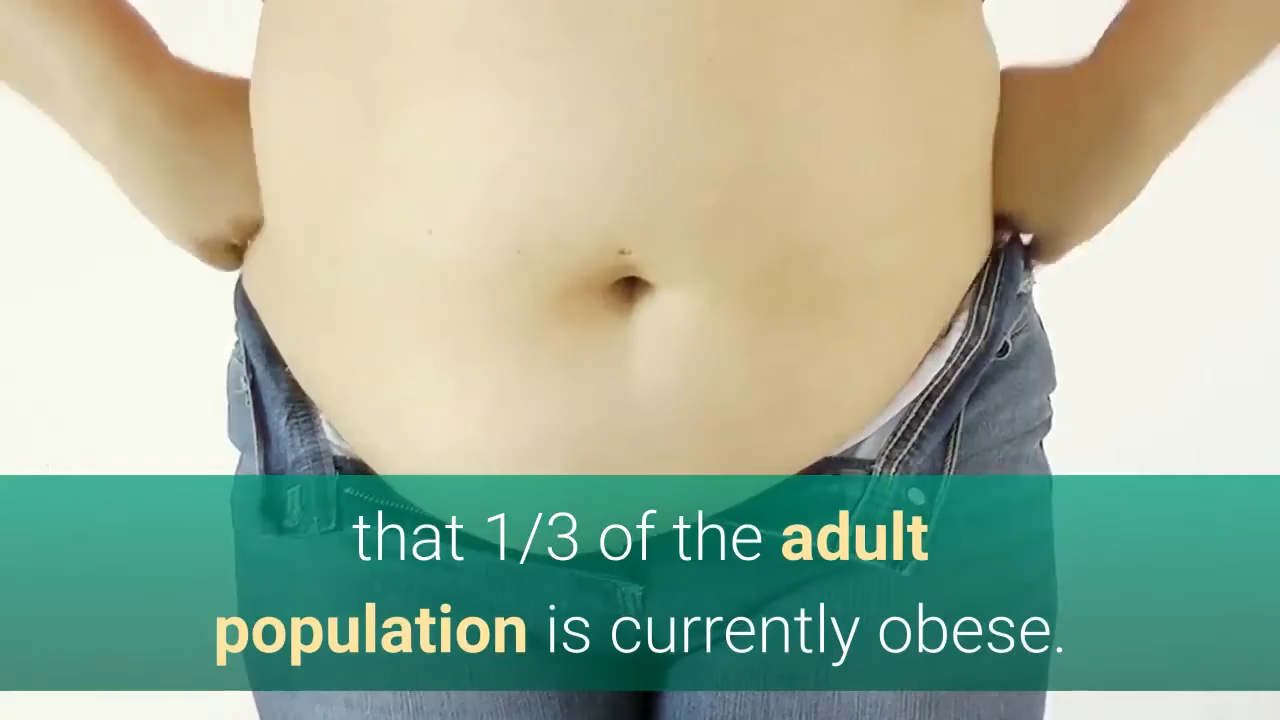 that 1/3 of the adult
population is currently obese.